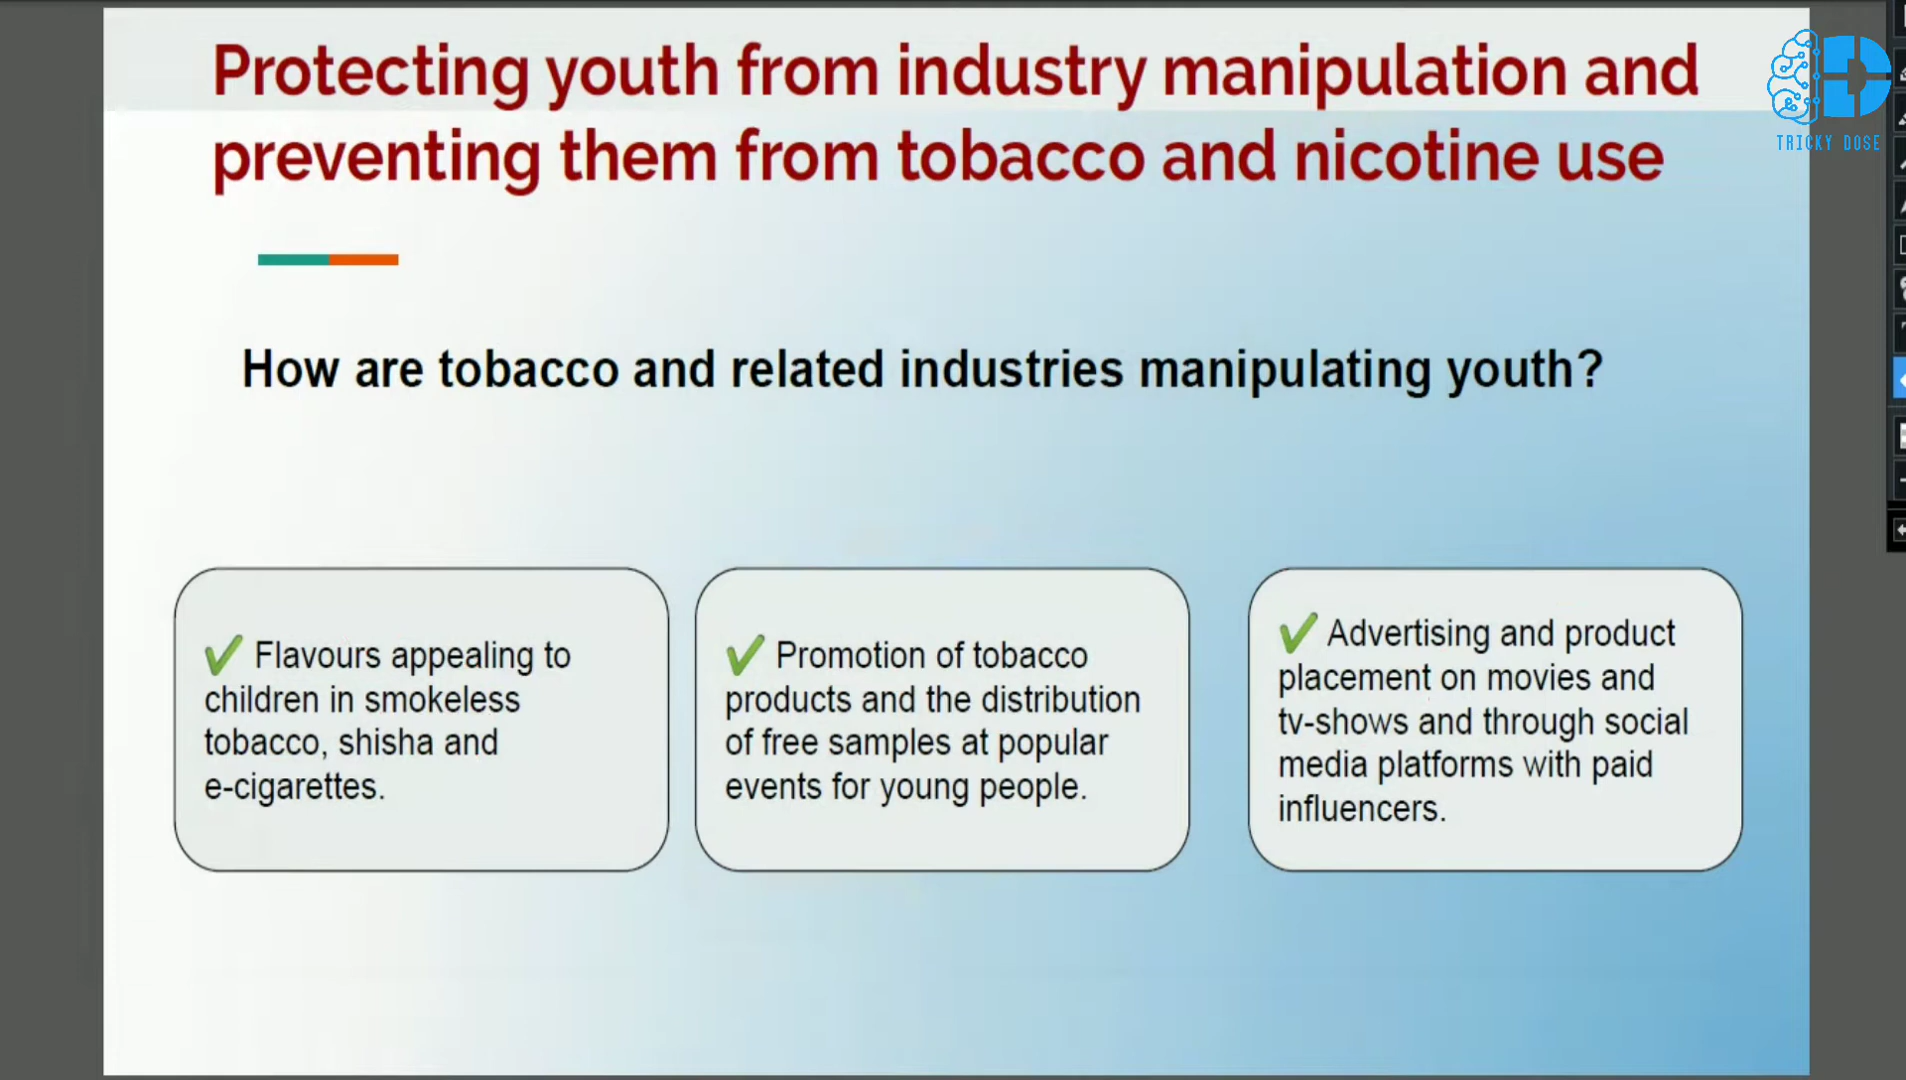 Protecting youth from industry manipulation and
preventing them from tobacco and nicotine use
TRICKY DOSE
How are tobacco and related industries manipulating youth?
✔ Flavours appealing to
children in smokeless
tobacco, shisha and
e-cigarettes.
✔ Promotion of tobacco
products and the distribution
of free samples at popular
events for young people.
✔ Advertising and product
placement on movies and
tv-shows and through social
media platforms with paid
influencers.